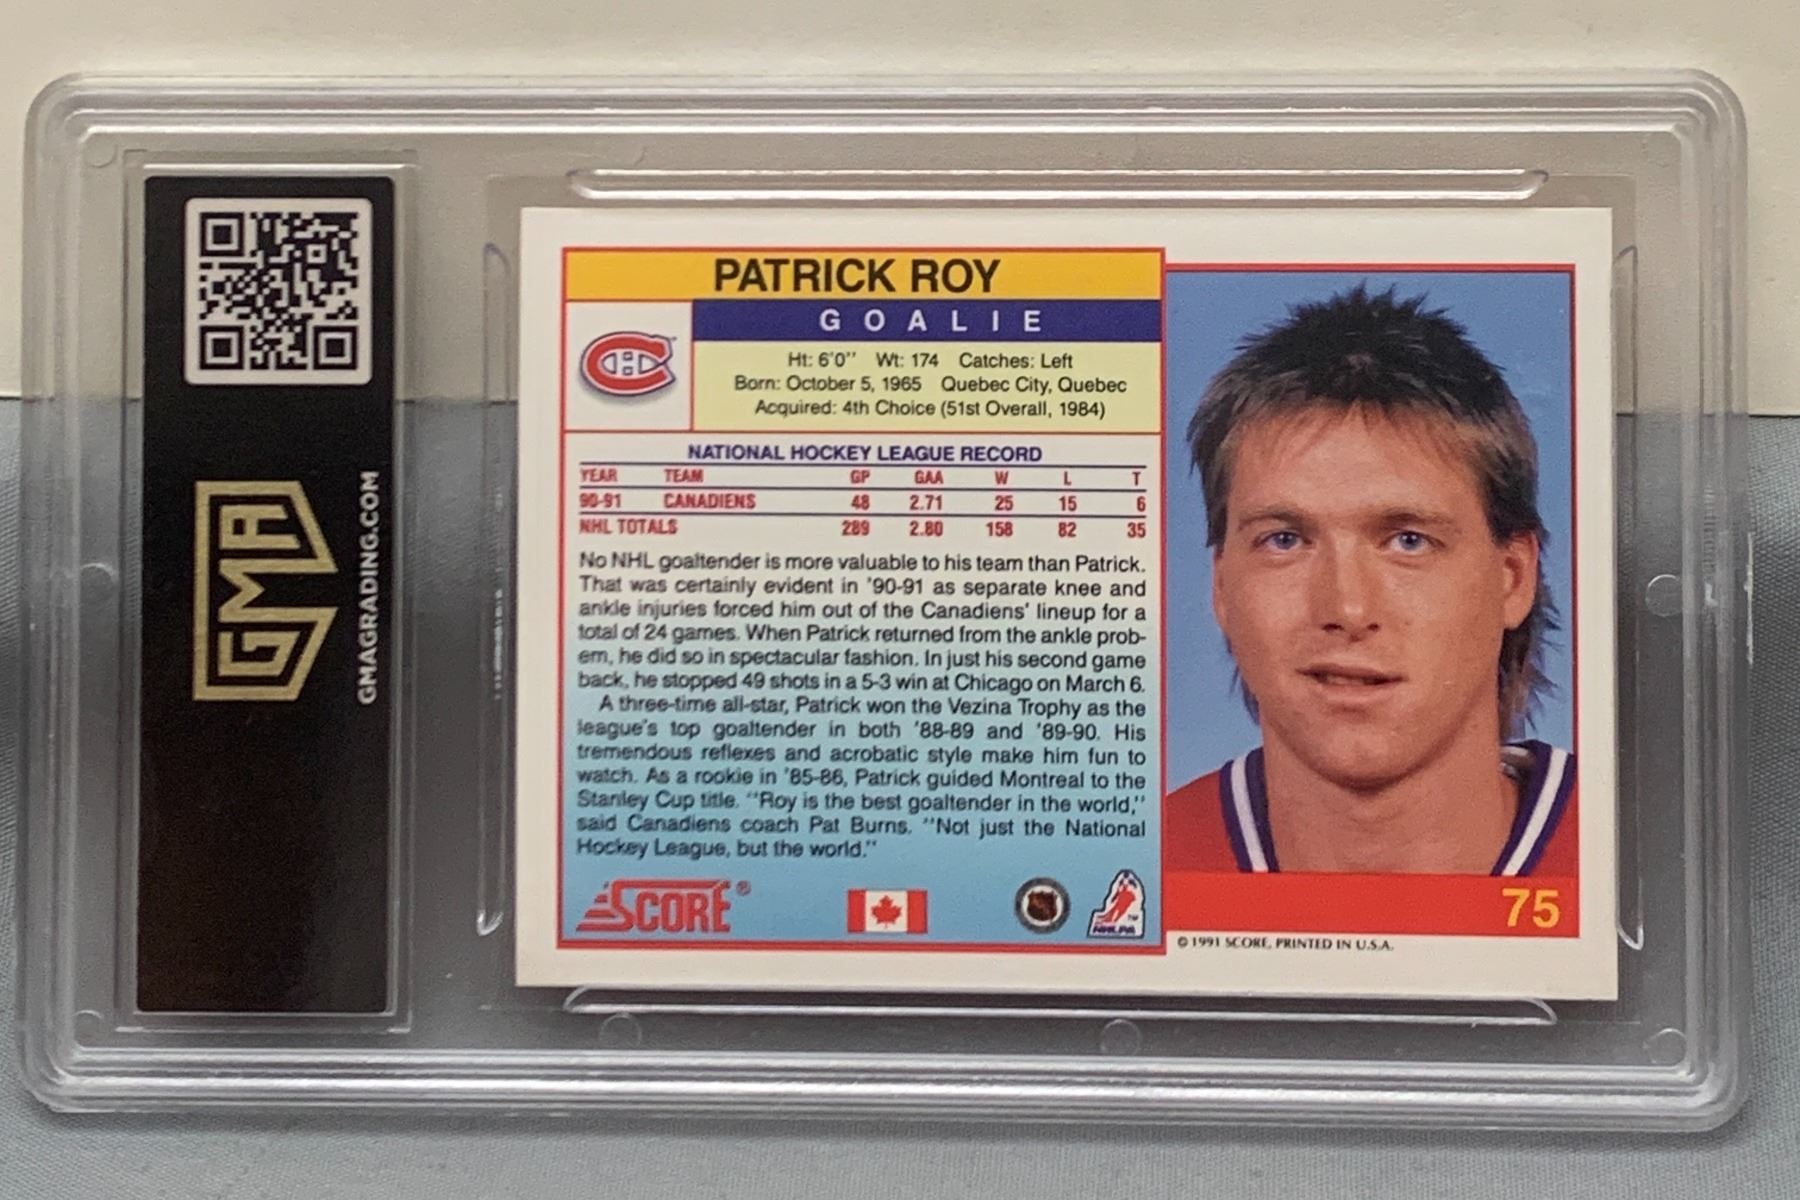 GMA
GMAGRADING.COM
PATRICK ROY
GOALIE
Ht: 6'0'' Wt: 174 Catches: Left
Born: October 5, 1965 Quebec City, Quebec
Acquired: 4th Choice (51st Overall, 1984)
NATIONAL HOCKEY LEAGUE RECORD
YEAR TEAM GP GAA W L T
90-91 CANADIENS 48 2.71 25 15 6
NHL TOTALS 289 2.80 158 82 35
No NHL goaltender is more valuable to his team than Patrick.
That was certainly evident in '90-91 as separate knee and
ankle injuries forced him out of the Canadiens' lineup for a
total of 24 games. When Patrick returned from the ankle prob-
em, he did so in spectacular fashion. In just his second game
back, he stopped 49 shots in a 5-3 win at Chicago on March 6.
A three-time all-star, Patrick won the Vezina Trophy as the
league's top goaltender in both '88-89 and '89-90. His
tremendous reflexes and acrobatic style make him fun to
watch. As a rookie in '85-86, Patrick guided Montreal to the
Stanley Cup title. ''Roy is the best goaltender in the world,''
said Canadiens coach Pat Burns. ''Not just the National
Hockey League, but the world.''
SCORE®
NHLPA
TM
75
© 1991 SCORE, PRINTED IN U.S.A.